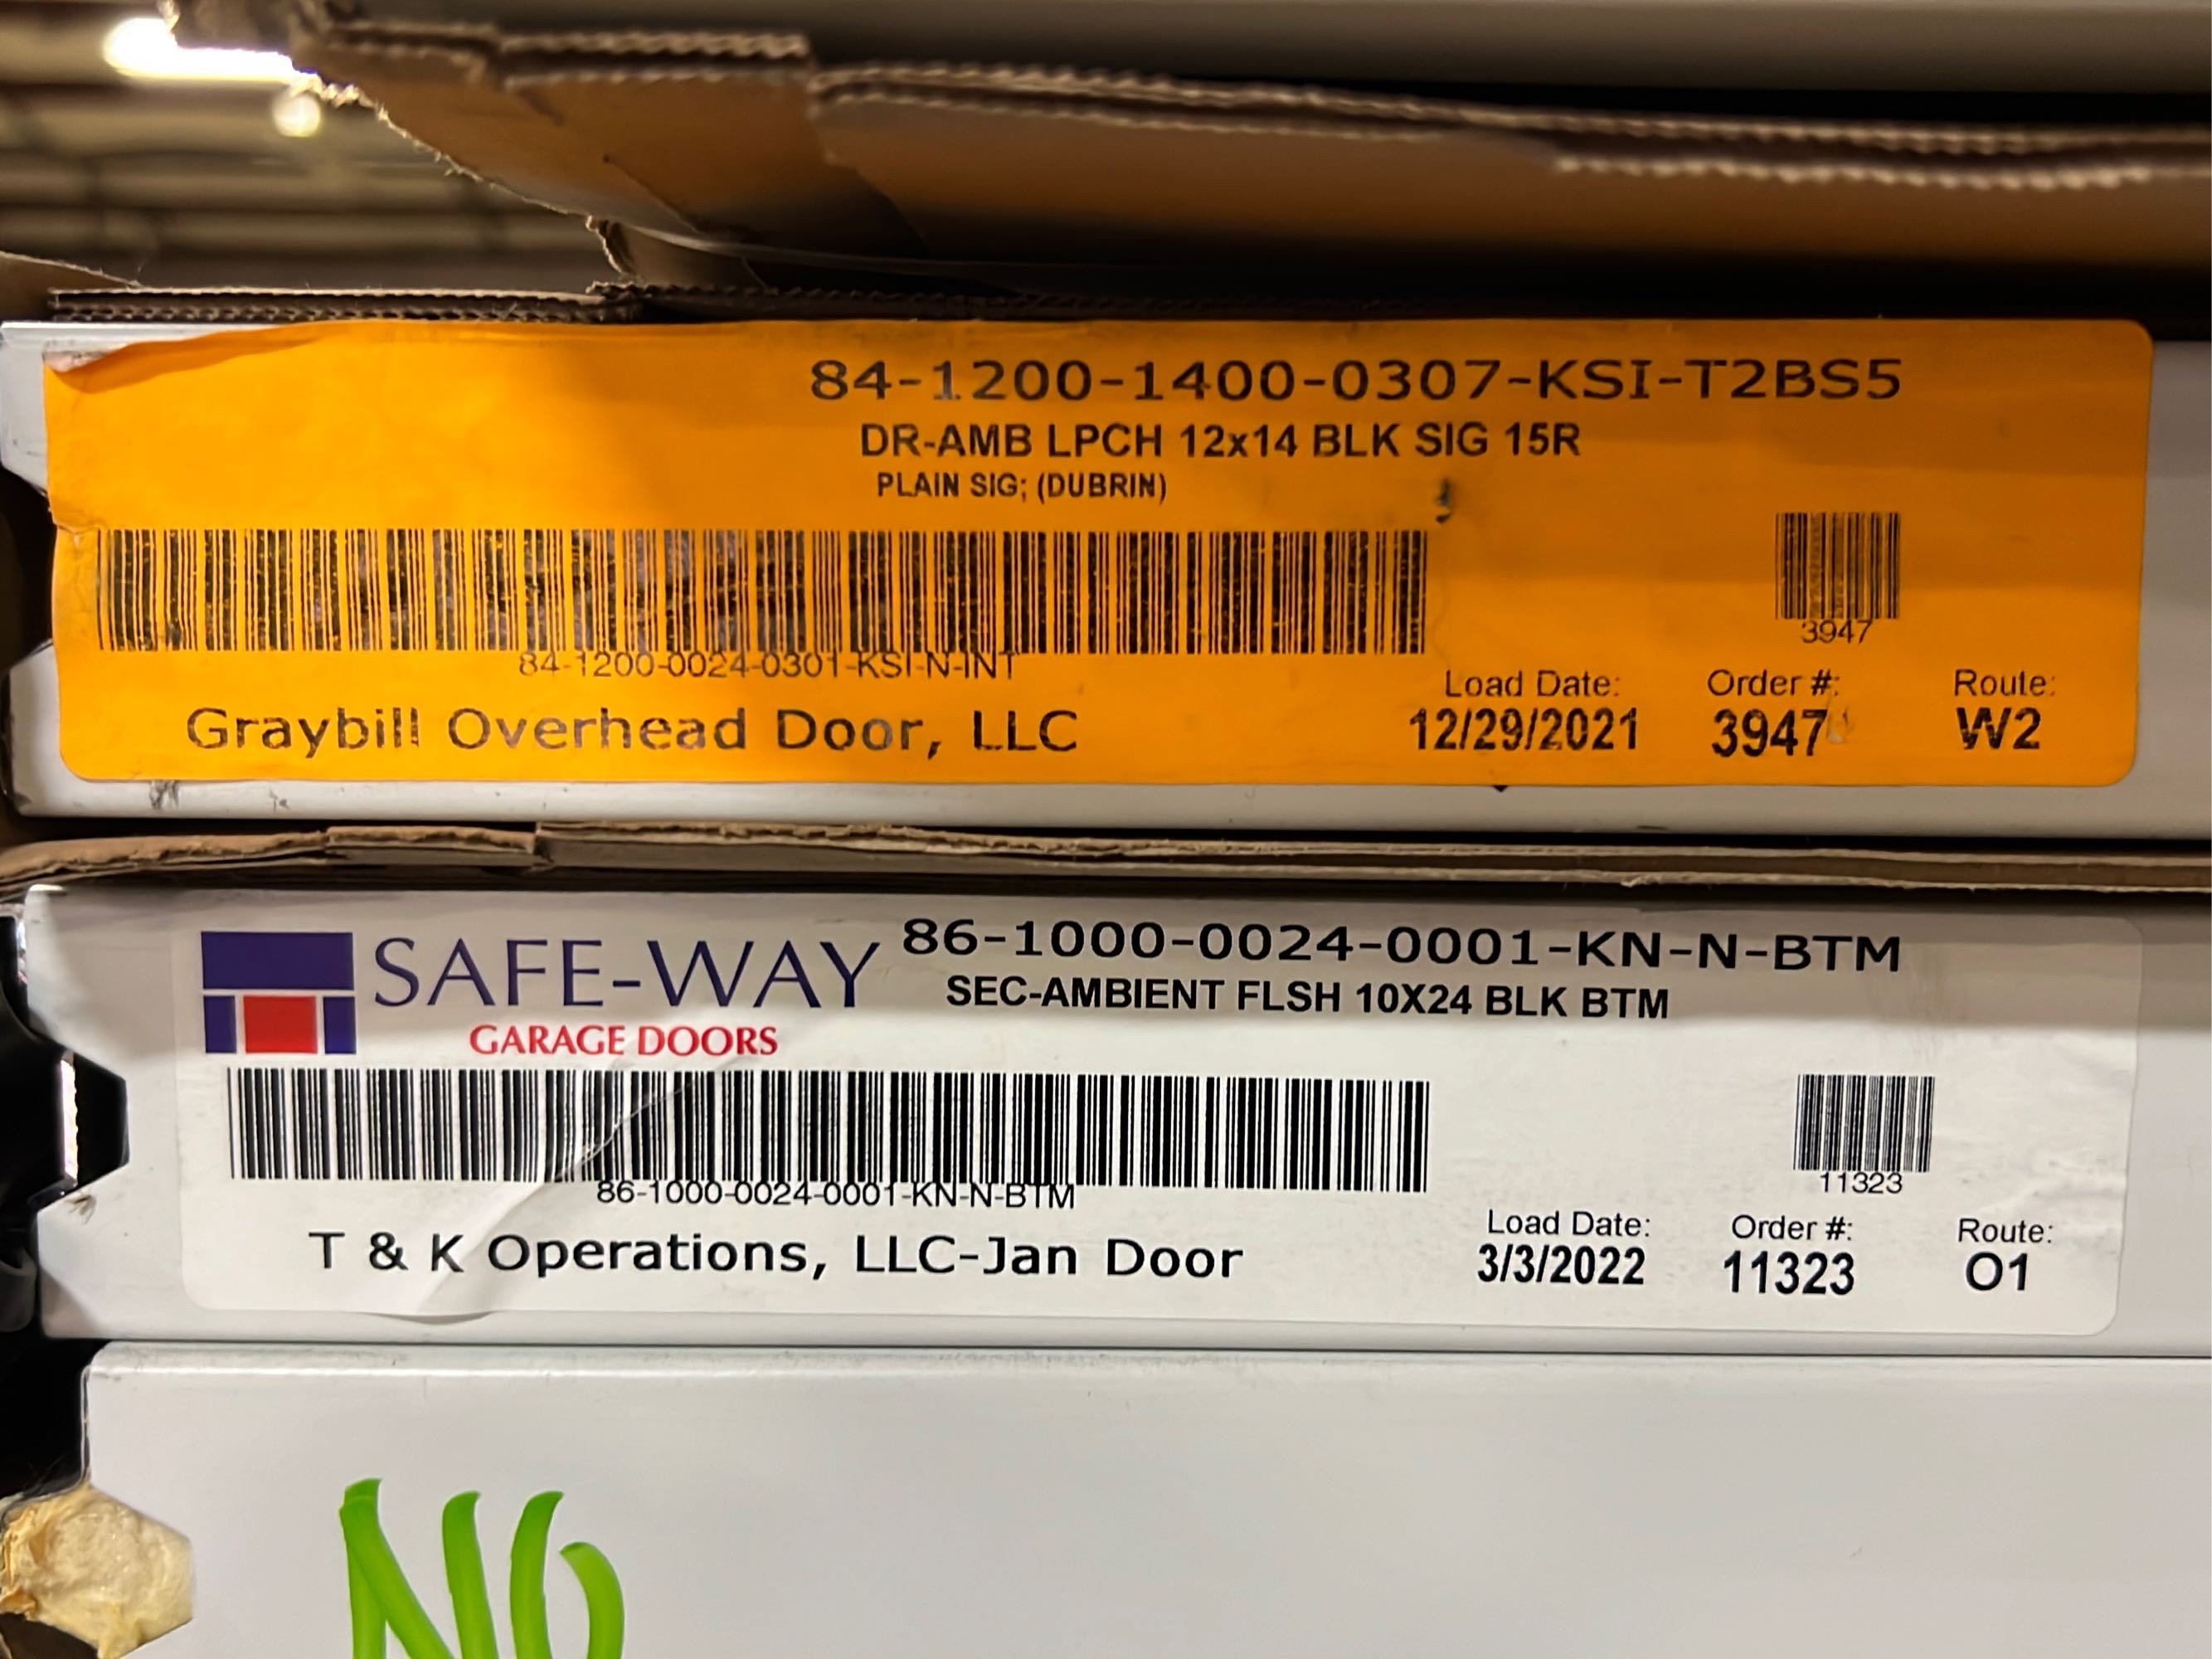 84-1200-1400-0307-KSI-T2BS5
DR-AMB LPCH 12x14 BLK SIG 15R
PLAIN SIG; (DUBRIN)
3947
84-1200-0024-0301-KSI-N-INT
Load Date: Order #: Route:
Graybill Overhead Door, LLC 12/29/2021 3947 W2
SAFE-WAY 86-1000-0024-0001-KN-N-BTM
SEC-AMBIENT FLSH 10X24 BLK BTM
GARAGE DOORS
86-1000-0024-0001-KN-N-BTM 11323
Load Date: Order #: Route:
T & K Operations, LLC-Jan Door 3/3/2022 11323 O1